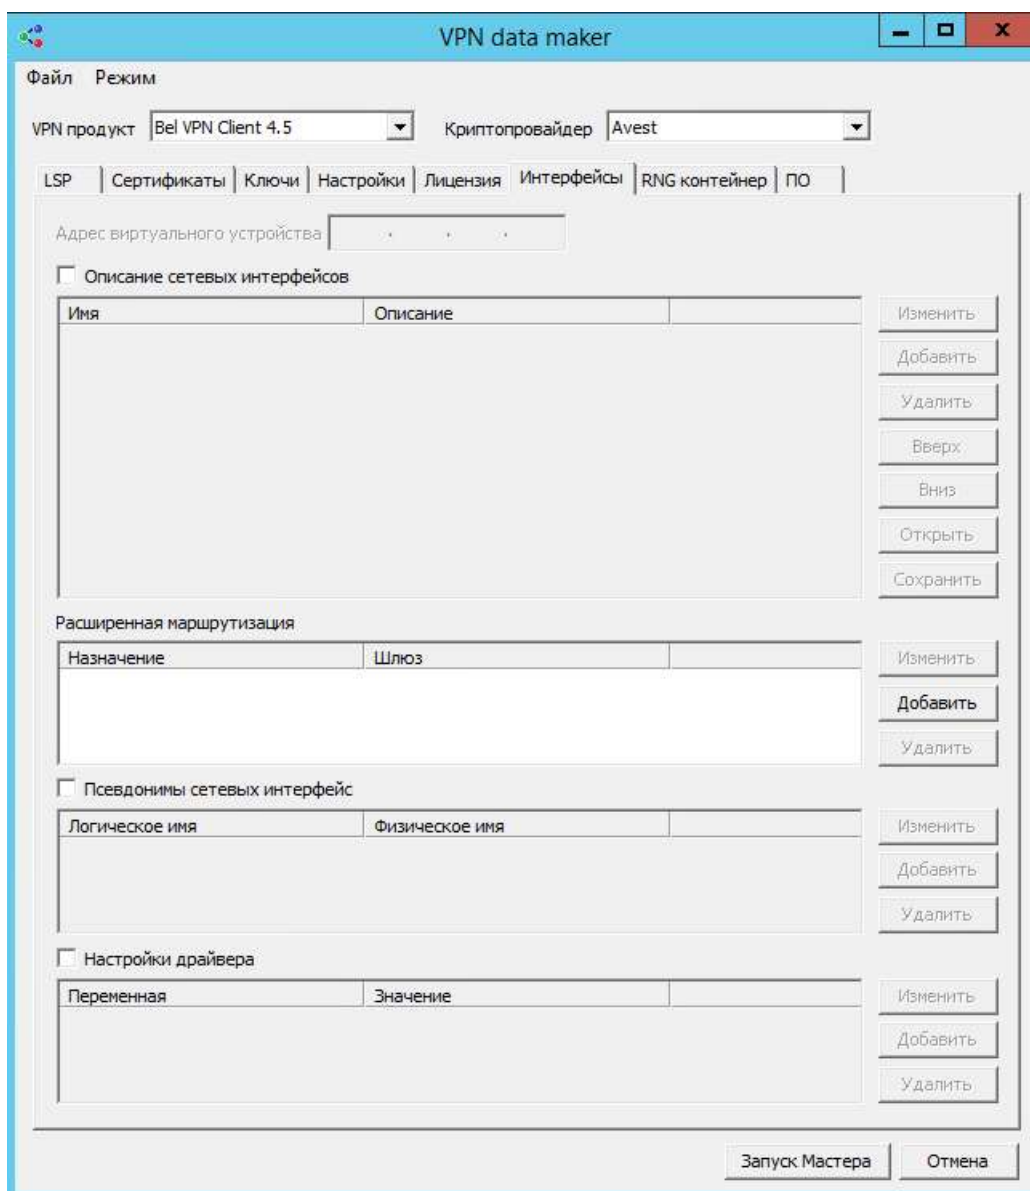 VPN data maker
Файл Режим
VPN продукт Bel VPN Client 4.5 Криптопровайдер Avest
LSP Сертификаты Ключи Настройки Лицензия Интерфейсы RNG контейнер ПО
Адрес виртуального устройства . . .
Описание сетевых интерфейсов
Имя Описание Изменить
Добавить
Удалить
Вверх
Вниз
Открыть
Сохранить
Расширенная маршрутизация
Назначение Шлюз Изменить
Добавить
Удалить
Псевдонимы сетевых интерфейс
Логическое имя Физическое имя Изменить
Добавить
Удалить
Настройки драйвера
Переменная Значение Изменить
Добавить
Удалить
Запуск Мастера Отмена